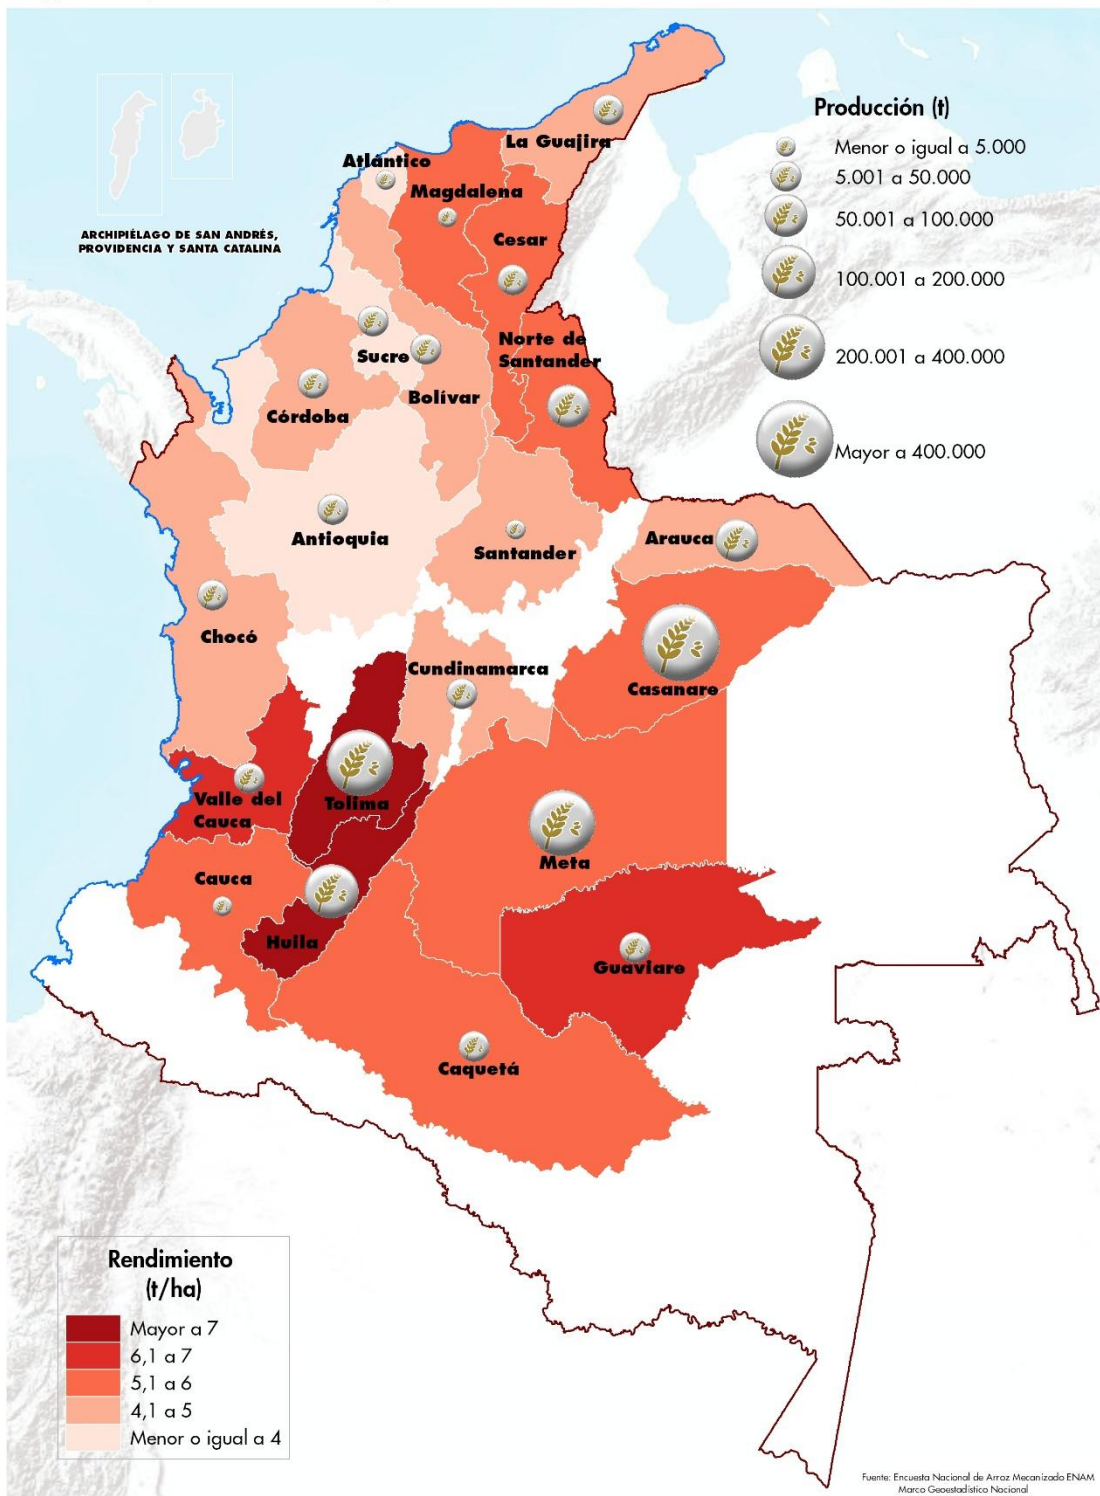 Producción (t)
Menor o igual a 5.000
5.001 a 50.000
50.001 a 100.000
100.001 a 200.000
200.001 a 400.000
Mayor a 400.000
ARCHIPIÉLAGO DE SAN ANDRÉS,
PROVIDENCIA Y SANTA CATALINA
La Guajira
Atlántico
Magdalena
Cesar
Norte de
Santander
Sucre
Bolívar
Córdoba
Antioquia
Santander
Arauca
Chocó
Cundinamarca
Casanare
Valle del
Cauca
Tolima
Meta
Cauca
Huila
Guaviare
Caquetá
Rendimiento
(t/ha)
Mayor a 7
6,1 a 7
5,1 a 6
4,1 a 5
Menor o igual a 4
Fuente: Encuesta Nacional de Arroz Mecanizado ENAM
Marco Geoestadístico Nacional